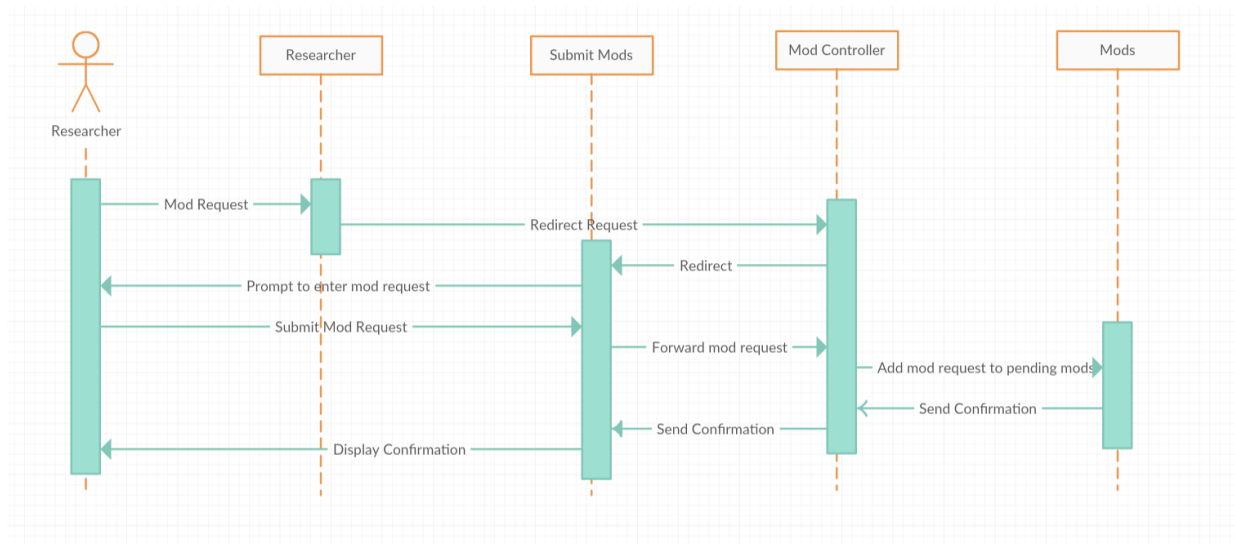 Researcher
Submit Mods
Mod Controller
Mods
Researcher
Mod Request
Redirect Request
Redirect
Prompt to enter mod request
Submit Mod Request
Forward mod request
Add mod request to pending mods
Send Confirmation
Send Confirmation
Display Confirmation